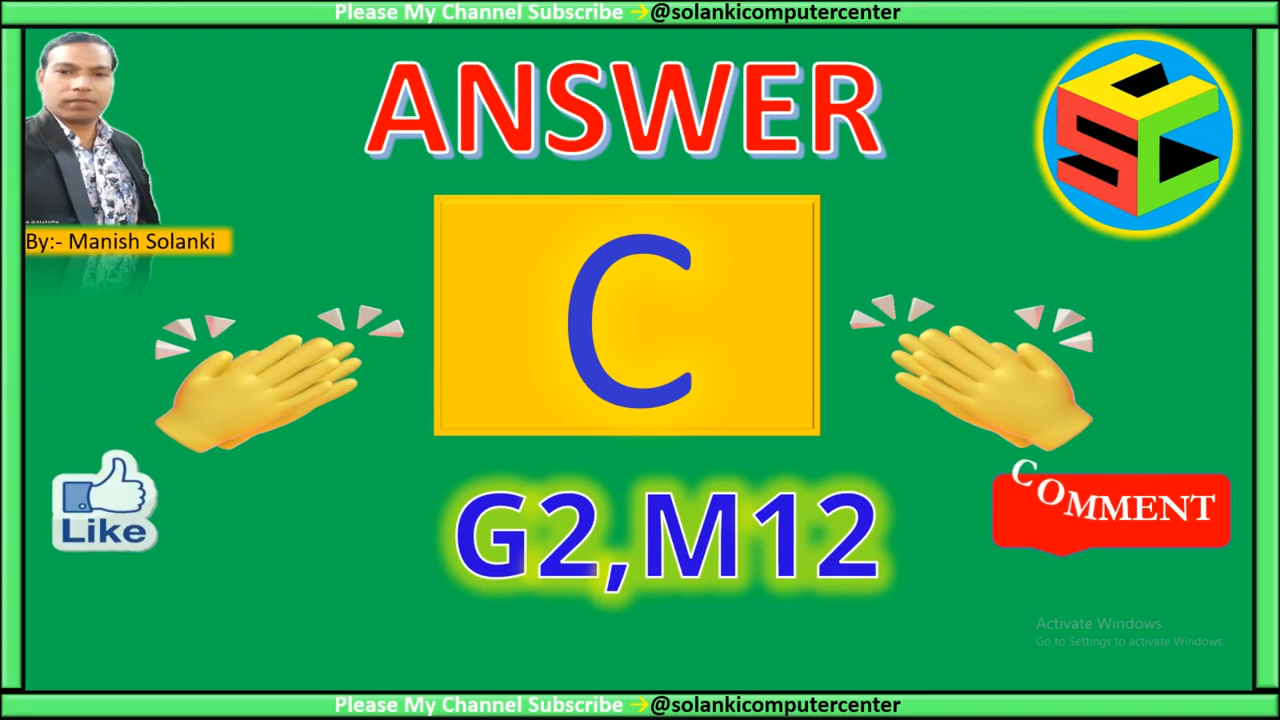 Please My Channel Subscribe →@solankicomputercenter
ANSWER
By:- Manish Solanki
C
SCC
Like
COMMENT
G2,M12
Activate Windows
Go to Settings to activate Windows.
Please My Channel Subscribe →@solankicomputercenter